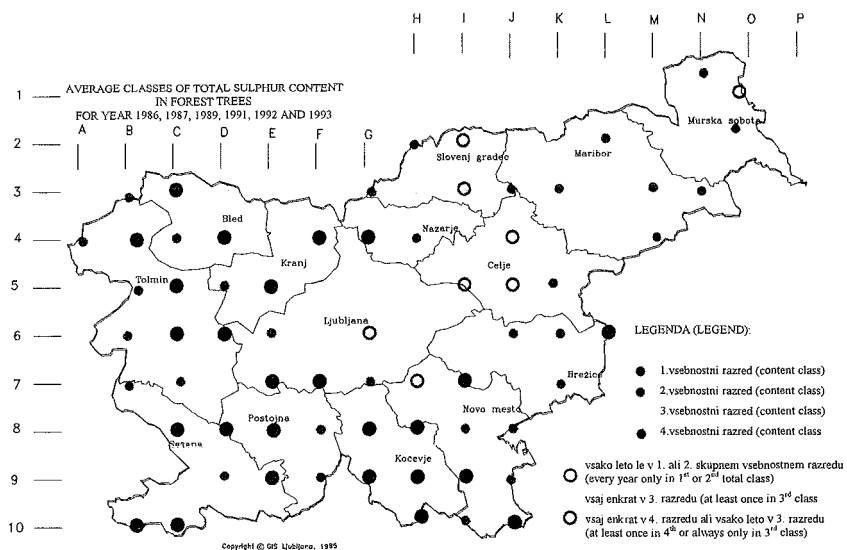 H I J K L M N O P
AVERAGE CLASSES OF TOTAL SULPHUR CONTENT
IN FOREST TREES
FOR YEAR 1986, 1987, 1989, 1991, 1992 AND 1993
A B C D E F G
1
2
3
4
5
6
7
8
9
10
Murska sobota
Slovenj gradec
Maribor
Bled
Nazarje
Kranj
Celje
Tolmin
Ljubljana
Brežice
Novo mesto
Postojna
Sezana
Kočevje
LEGENDA (LEGEND):
1.vsebnostni razred (content class)
2.vsebnostni razred (content class)
3.vsebnostni razred (content class)
4.vsebnostni razred (content class
vsako leto le v 1. ali 2. skupnem vsebnostnem razredu
(every year only in 1st or 2nd total class)
vsaj enkrat v 3. razredu (at least once in 3rd class
vsaj enkrat v 4. razredu ali vsako leto v 3. razredu
(at least once in 4th or always only in 3rd class)
Copyright © GIS Ljubljana, 1995